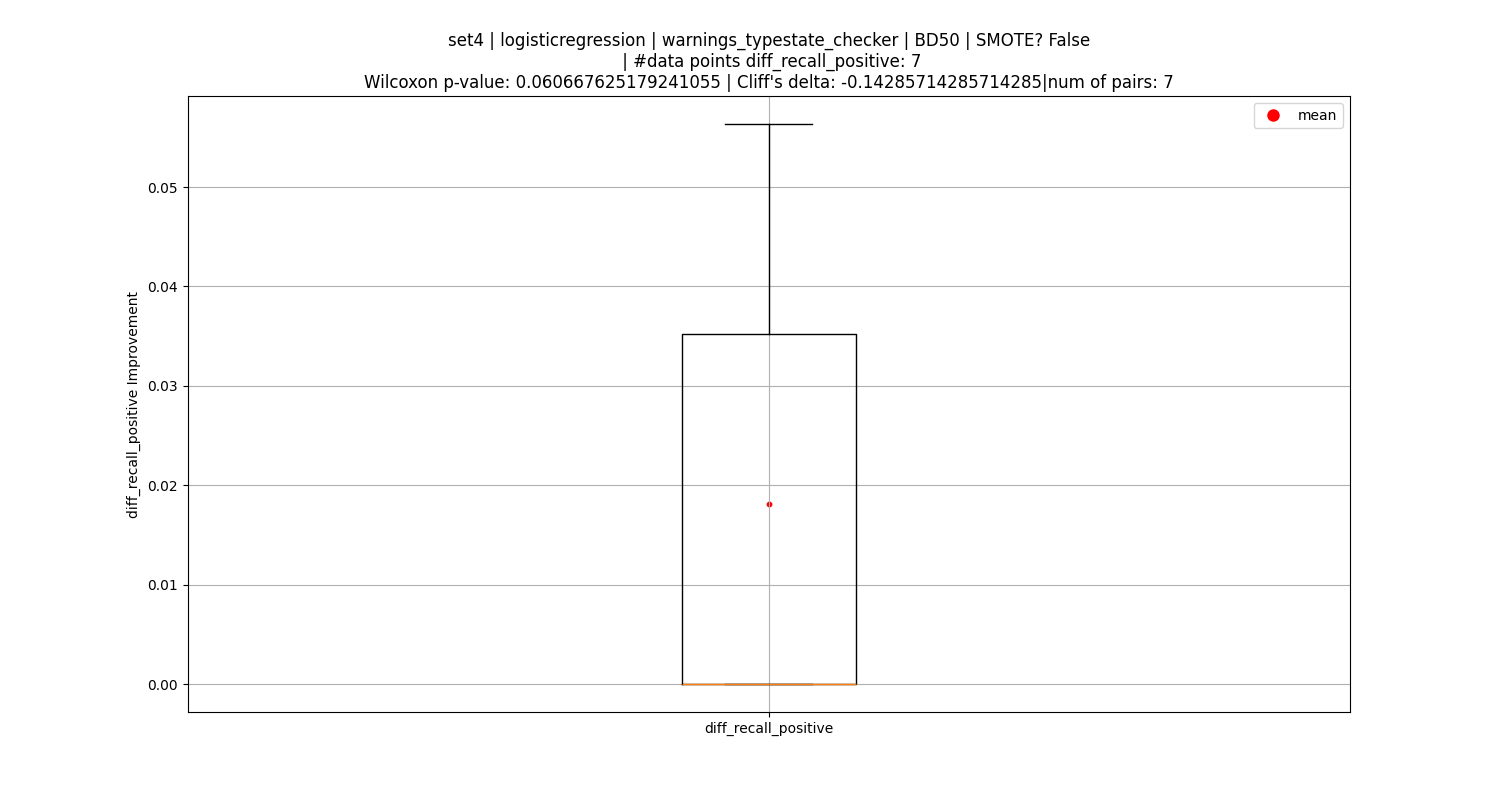 set4 | logisticregression | warnings_typestate_checker | BD50 | SMOTE? False
| #data points diff_recall_positive: 7
Wilcoxon p-value: 0.060667625179241055 | Cliff's delta: -0.14285714285714285|num of pairs: 7
mean
0.05
0.04
0.03
0.02
0.01
0.00
diff_recall_positive Improvement
diff_recall_positive